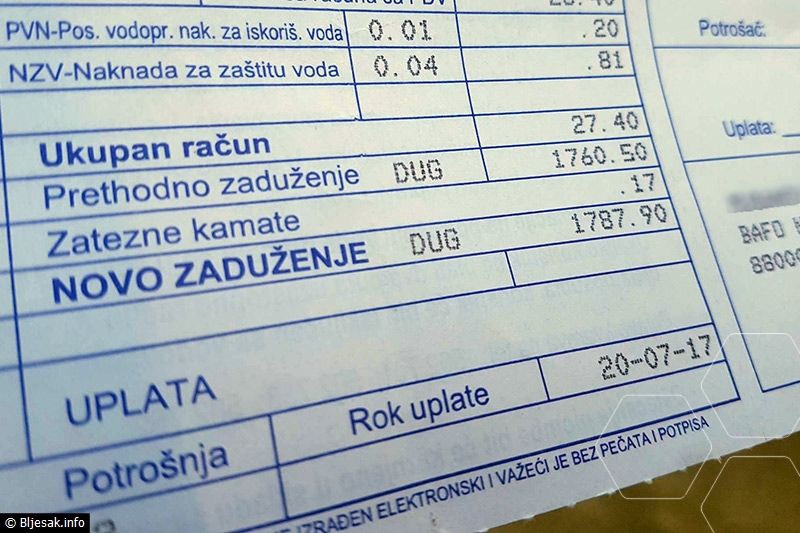 PVN-Pos. vodopr. nak. za iskoriš. voda 0.01 .20
NZV-Naknada za zaštitu voda 0.04 .81
Ukupan račun 27.40
Prethodno zaduženje DUG 1760.50
Zatezne kamate .17
NOVO ZADUŽENJE DUG 1787.90
UPLATA
Potrošnja Rok uplate 20-07-17
IZRAĐEN ELEKTRONSKI I VAŽEĆI JE BEZ PEČATA I POTPISA
Potrošač:
Uplata:
BAFO
8800
© Bljesak.info